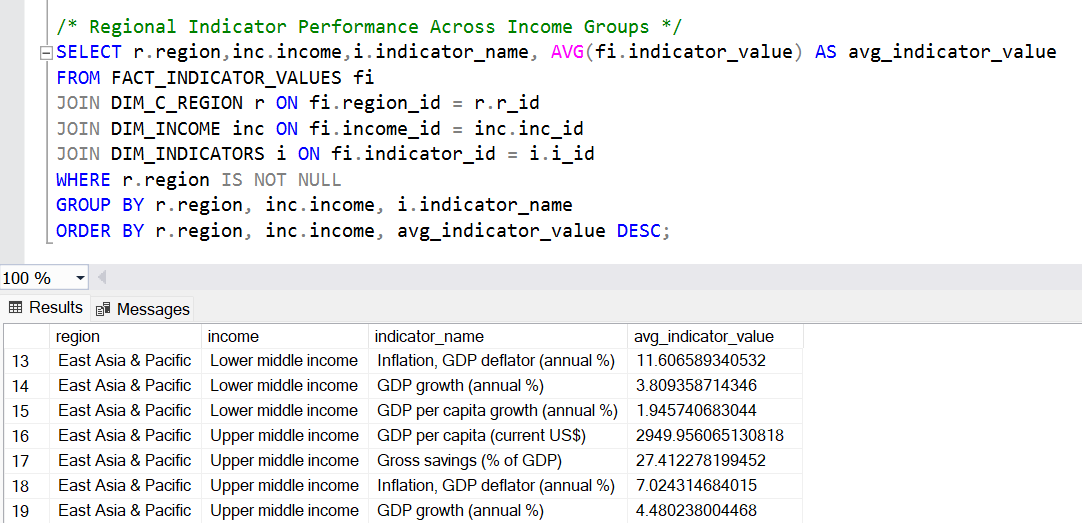 /* Regional Indicator Performance Across Income Groups */
SELECT r.region,inc.income,i.indicator_name, AVG(fi.indicator_value) AS avg_indicator_value
FROM FACT_INDICATOR_VALUES fi
JOIN DIM_C_REGION r ON fi.region_id = r.r_id
JOIN DIM_INCOME inc ON fi.income_id = inc.inc_id
JOIN DIM_INDICATORS i ON fi.indicator_id = i.i_id
WHERE r.region IS NOT NULL
GROUP BY r.region, inc.income, i.indicator_name
ORDER BY r.region, inc.income, avg_indicator_value DESC;
100 %
Results Messages
region income indicator_name avg_indicator_value
13 East Asia & Pacific Lower middle income Inflation, GDP deflator (annual %) 11.606589340532
14 East Asia & Pacific Lower middle income GDP growth (annual %) 3.809358714346
15 East Asia & Pacific Lower middle income GDP per capita growth (annual %) 1.945740683044
16 East Asia & Pacific Upper middle income GDP per capita (current US$) 2949.956065130818
17 East Asia & Pacific Upper middle income Gross savings (% of GDP) 27.412278199452
18 East Asia & Pacific Upper middle income Inflation, GDP deflator (annual %) 7.024314684015
19 East Asia & Pacific Upper middle income GDP growth (annual %) 4.480238004468